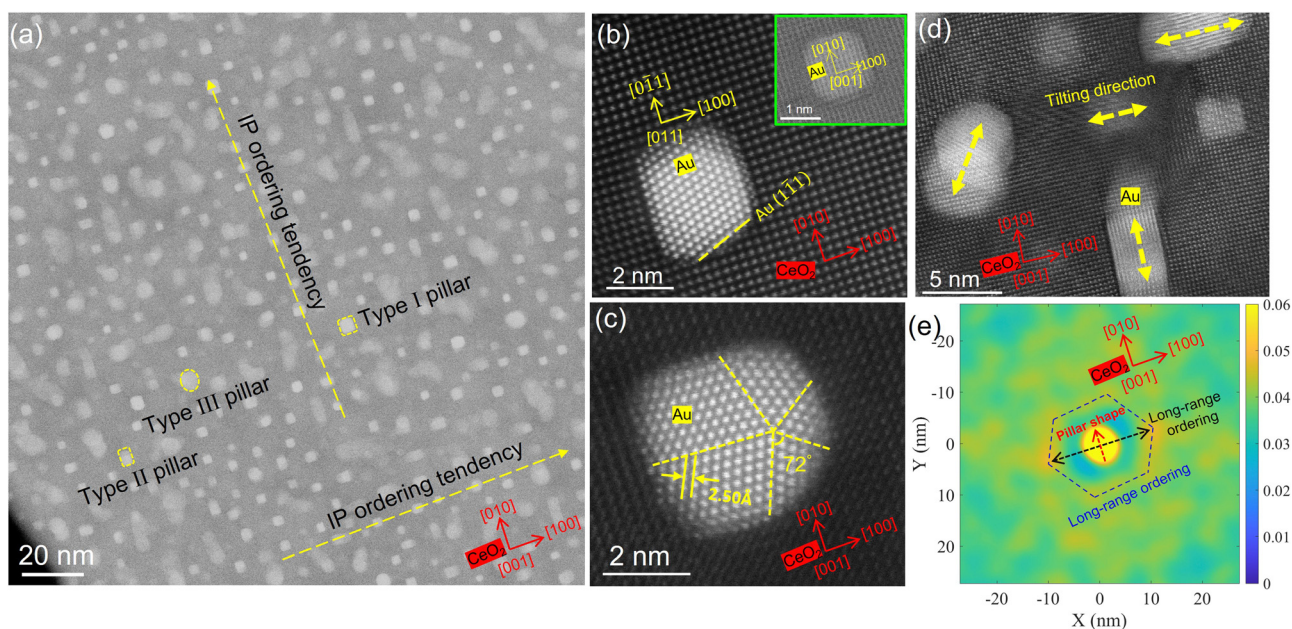 (a)
IP ordering tendency
Type I pillar
Type III pillar
Type II pillar
IP ordering tendency
[010]
[100]
CeO₂
[001]
20 nm
(b)
[01̄1]
[100]
[011]
Au
Au (11̄1)
[010]
[100]
CeO₂
2 nm
[010]
Au
[100]
[001]
1 nm
(c)
Au
72°
2.50Å
[010]
[100]
CeO₂
[001]
2 nm
(d)
Tilting direction
Au
[010]
[100]
CeO₂
[001]
5 nm
(e)
[010]
[100]
CeO₂
[001]
Pillar shape
Long-range
ordering
Long-range ordering
Y (nm)
-20
-10
0
10
20
-20 -10 0 10 20
X (nm)
0.06
0.05
0.04
0.03
0.02
0.01
0